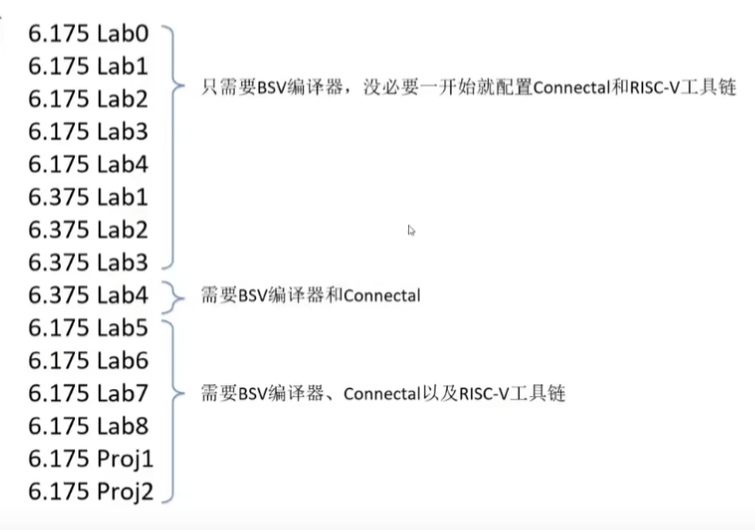 6.175 Lab0
6.175 Lab1
只需要BSV编译器，没必要一开始就配置Connectal和RISC-V工具链
6.175 Lab2
6.175 Lab3
6.175 Lab4
6.375 Lab1
6.375 Lab2
6.375 Lab3
6.375 Lab4
需要BSV编译器和Connectal
6.175 Lab5
6.175 Lab6
6.175 Lab7
需要BSV编译器、Connectal以及RISC-V工具链
6.175 Lab8
6.175 Proj1
6.175 Proj2